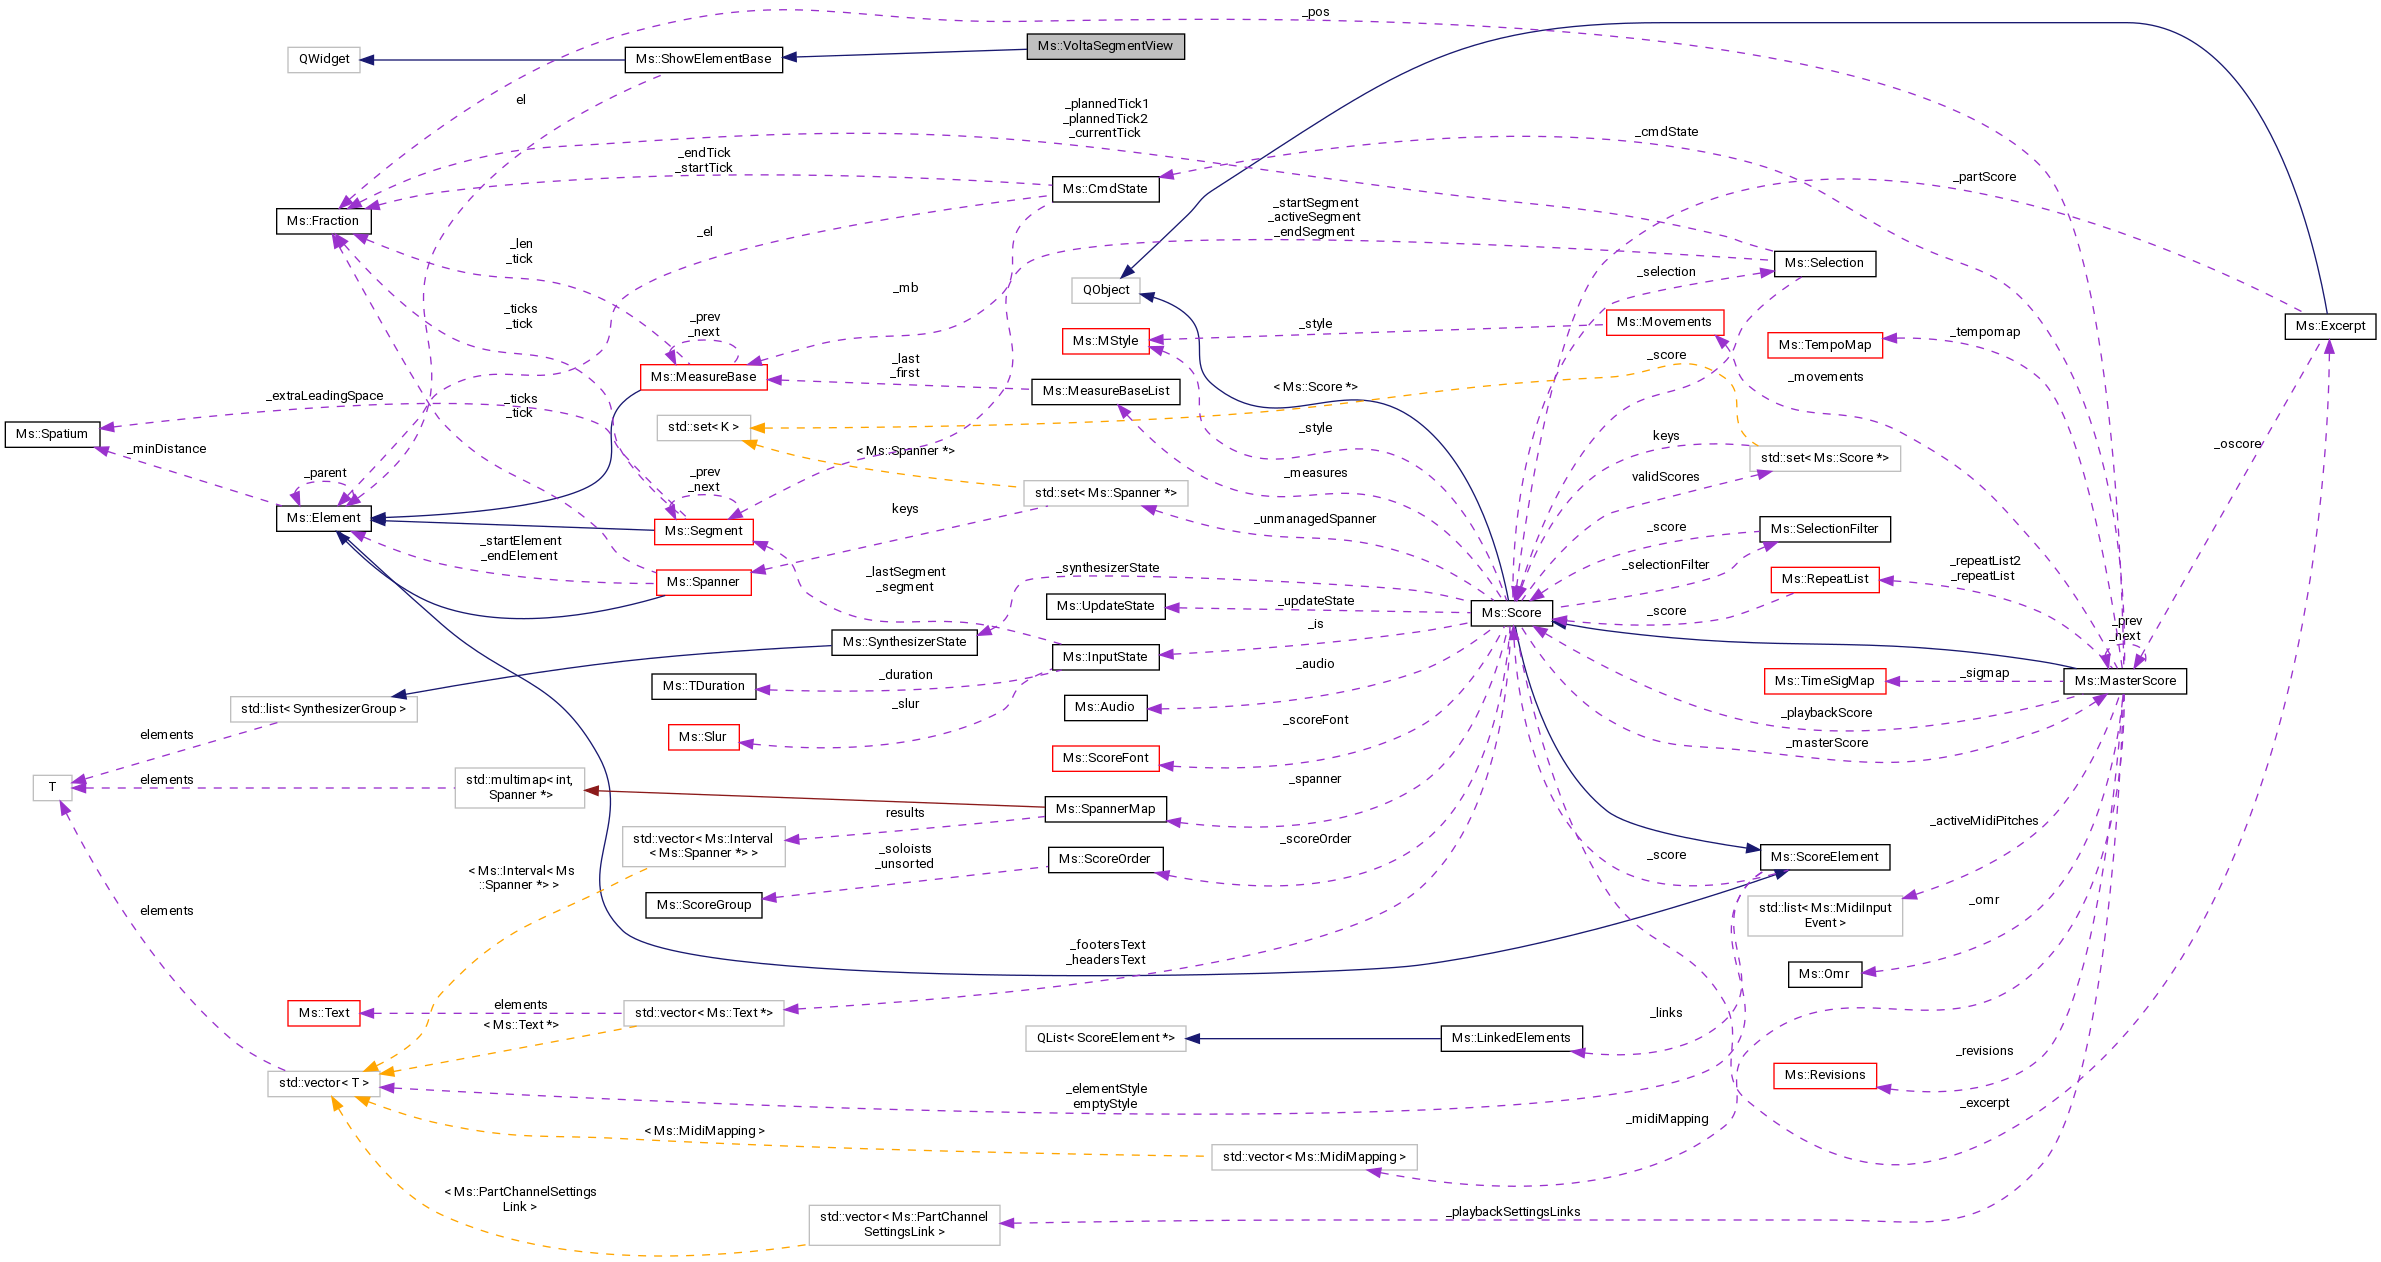 _pos
Ms::VoltaSegmentView
QWidget
Ms::ShowElementBase
el
_plannedTick1
_plannedTick2
_currentTick
_cmdState
_endTick
_startTick
_partScore
Ms::CmdState
Ms::Fraction
_startSegment
_activeSegment
_endSegment
_el
_len
_tick
Ms::Selection
_selection
QObject
_mb
_ticks
_tick
_prev
_next
_style
Ms::Movements
Ms::Excerpt
Ms::MStyle
Ms::TempoMap
_tempomap
_score
_last
_first
Ms::MeasureBase
_movements
< Ms::Score *>
Ms::MeasureBaseList
_extraLeadingSpace
_ticks
_tick
std::set< K >
_style
Ms::Spatium
keys
_oscore
_minDistance
< Ms::Spanner *>
std::set< Ms::Score *>
_parent
_prev
_next
_measures
validScores
std::set< Ms::Spanner *>
keys
Ms::Element
Ms::Segment
_unmanagedSpanner
_score
Ms::SelectionFilter
_startElement
_endElement
Ms::Spanner
_lastSegment
_segment
_synthesizerState
_selectionFilter
Ms::RepeatList
_repeatList2
_repeatList
Ms::UpdateState
_updateState
Ms::Score
_score
_is
_prev
_next
Ms::SynthesizerState
Ms::InputState
_audio
_duration
Ms::TDuration
Ms::TimeSigMap
_sigmap
Ms::MasterScore
std::list< SynthesizerGroup >
_slur
Ms::Audio
_scoreFont
_playbackScore
elements
Ms::Slur
_masterScore
Ms::ScoreFont
T
elements
std::multimap< int,
Spanner *>
_spanner
Ms::SpannerMap
results
_activeMidiPitches
std::vector< Ms::Interval
< Ms::Spanner *> >
_scoreOrder
_soloists
_unsorted
Ms::ScoreOrder
_score
Ms::ScoreElement
< Ms::Interval< Ms
::Spanner *> >
Ms::ScoreGroup
elements
std::list< Ms::MidiInput
Event >
_omr
_footersText
_headersText
Ms::Omr
Ms::Text
elements
std::vector< Ms::Text *>
< Ms::Text *>
_links
QList< ScoreElement *>
Ms::LinkedElements
_revisions
Ms::Revisions
std::vector< T >
_elementStyle
emptyStyle
_excerpt
_midiMapping
< Ms::MidiMapping >
std::vector< Ms::MidiMapping >
< Ms::PartChannelSettings
Link >
std::vector< Ms::PartChannel
SettingsLink >
_playbackSettingsLinks